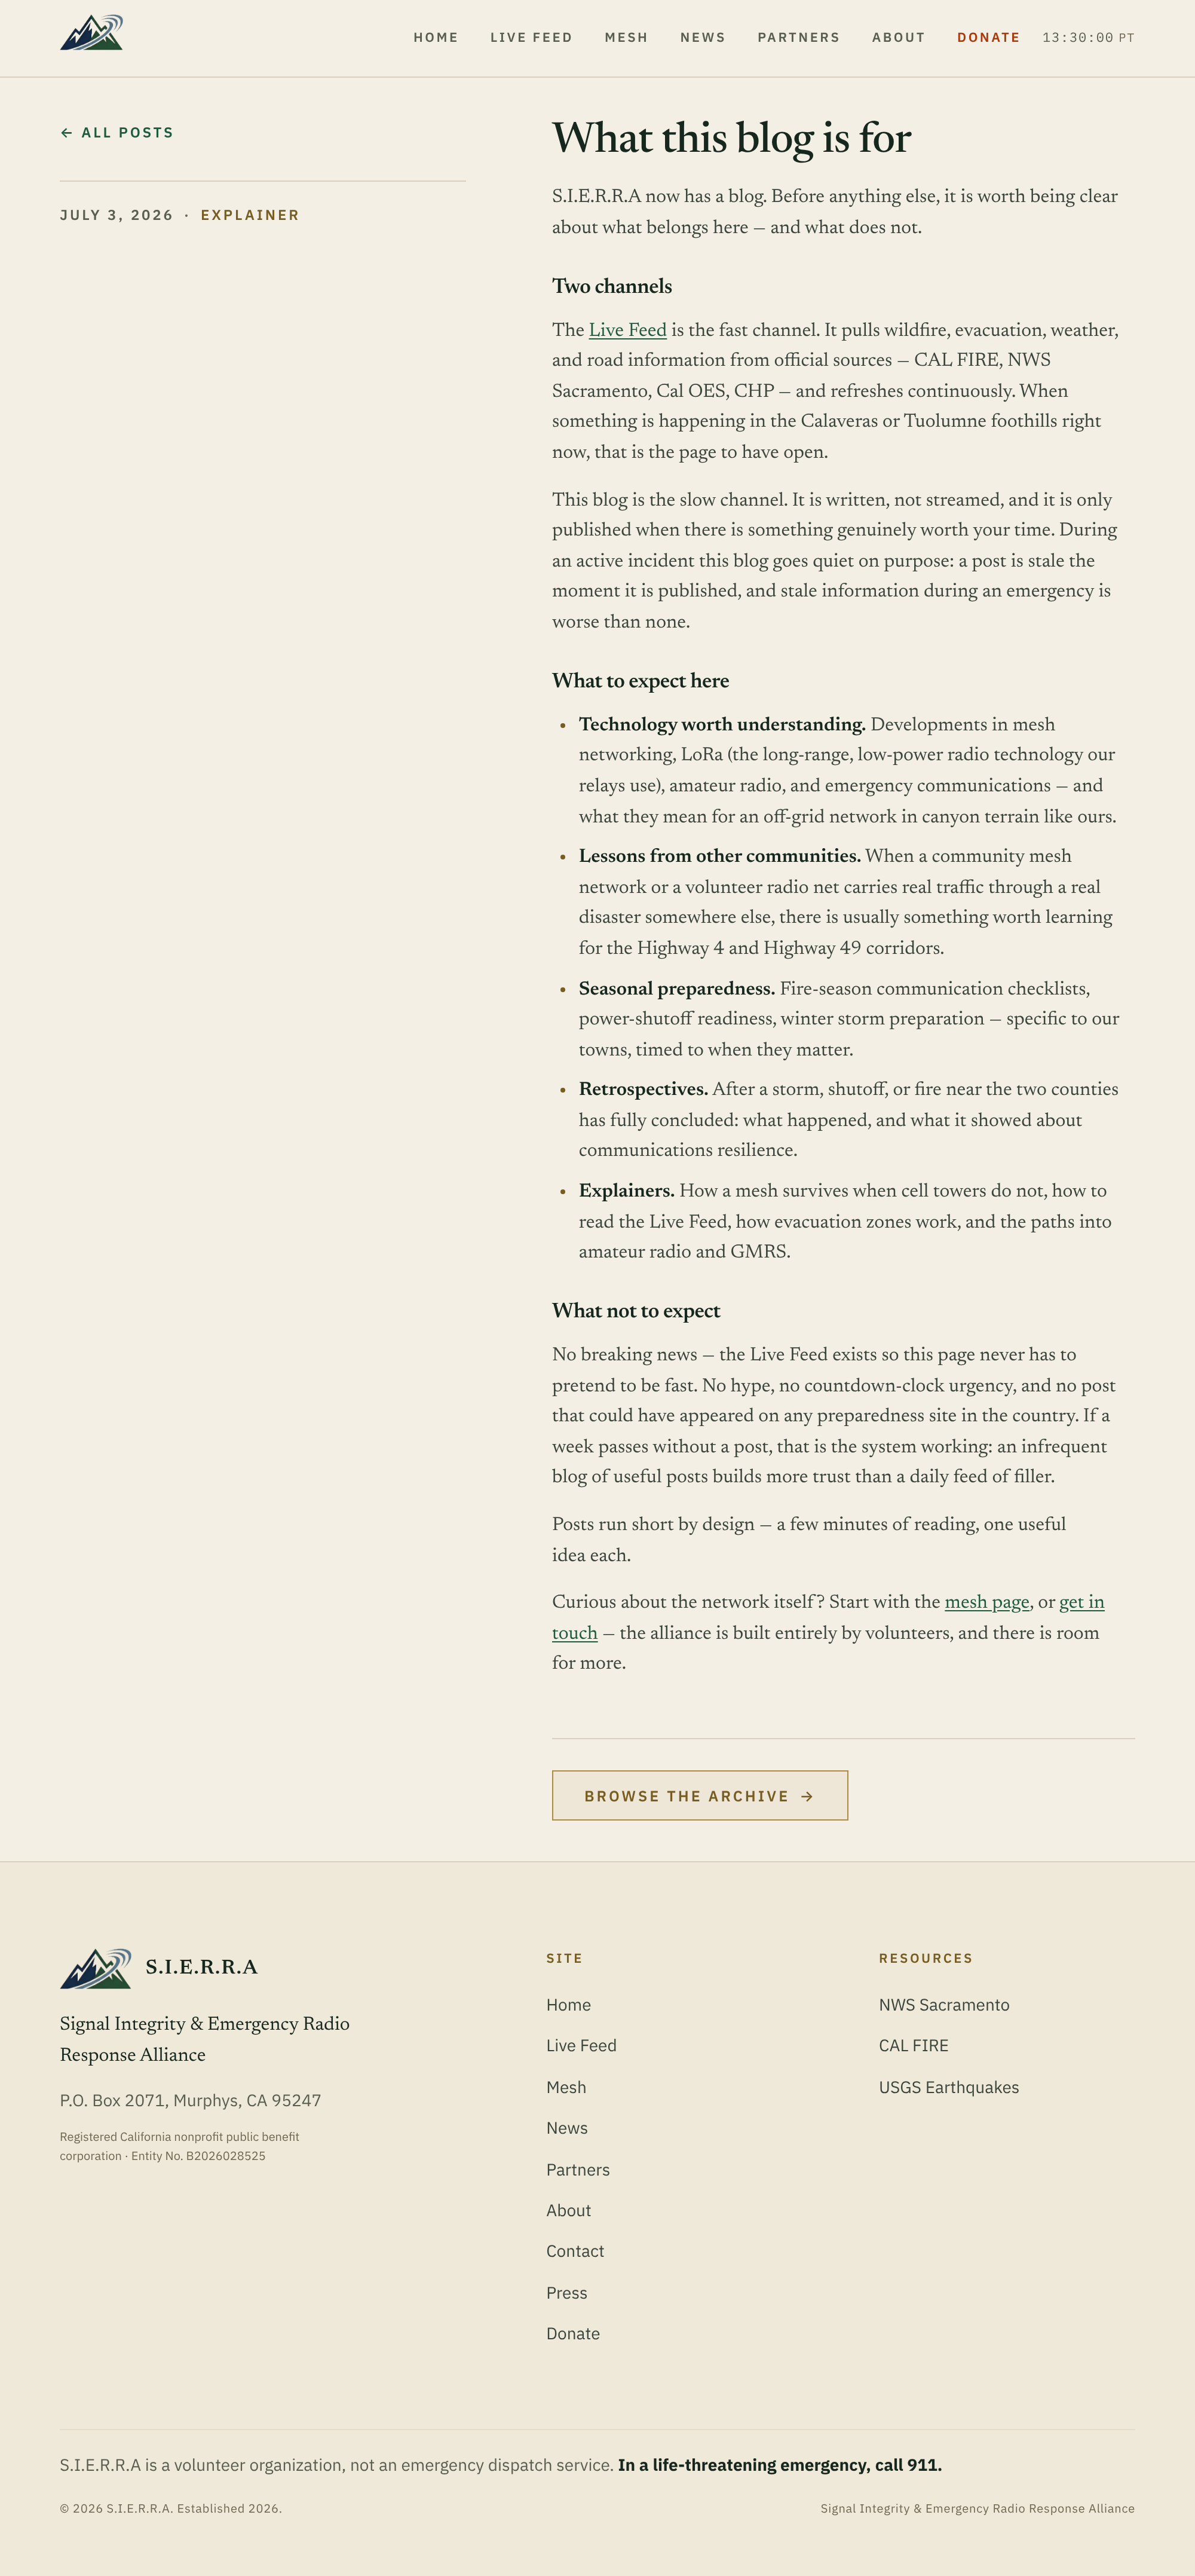 HOME LIVE FEED MESH NEWS PARTNERS ABOUT DONATE 13:30:00 PT
← ALL POSTS
JULY 3, 2026 · EXPLAINER
What this blog is for
S.I.E.R.R.A now has a blog. Before anything else, it is worth being clear
about what belongs here — and what does not.
Two channels
The Live Feed is the fast channel. It pulls wildfire, evacuation, weather,
and road information from official sources — CAL FIRE, NWS
Sacramento, Cal OES, CHP — and refreshes continuously. When
something is happening in the Calaveras or Tuolumne foothills right
now, that is the page to have open.
This blog is the slow channel. It is written, not streamed, and it is only
published when there is something genuinely worth your time. During
an active incident this blog goes quiet on purpose: a post is stale the
moment it is published, and stale information during an emergency is
worse than none.
What to expect here
• Technology worth understanding. Developments in mesh
networking, LoRa (the long-range, low-power radio technology our
relays use), amateur radio, and emergency communications — and
what they mean for an off-grid network in canyon terrain like ours.
• Lessons from other communities. When a community mesh
network or a volunteer radio net carries real traffic through a real
disaster somewhere else, there is usually something worth learning
for the Highway 4 and Highway 49 corridors.
• Seasonal preparedness. Fire-season communication checklists,
power-shutoff readiness, winter storm preparation — specific to our
towns, timed to when they matter.
• Retrospectives. After a storm, shutoff, or fire near the two counties
has fully concluded: what happened, and what it showed about
communications resilience.
• Explainers. How a mesh survives when cell towers do not, how to
read the Live Feed, how evacuation zones work, and the paths into
amateur radio and GMRS.
What not to expect
No breaking news — the Live Feed exists so this page never has to
pretend to be fast. No hype, no countdown-clock urgency, and no post
that could have appeared on any preparedness site in the country. If a
week passes without a post, that is the system working: an infrequent
blog of useful posts builds more trust than a daily feed of filler.
Posts run short by design — a few minutes of reading, one useful
idea each.
Curious about the network itself? Start with the mesh page, or get in
touch — the alliance is built entirely by volunteers, and there is room
for more.
BROWSE THE ARCHIVE →
S.I.E.R.R.A
Signal Integrity & Emergency Radio
Response Alliance
P.O. Box 2071, Murphys, CA 95247
Registered California nonprofit public benefit
corporation · Entity No. B2026028525
SITE
Home
Live Feed
Mesh
News
Partners
About
Contact
Press
Donate
RESOURCES
NWS Sacramento
CAL FIRE
USGS Earthquakes
S.I.E.R.R.A is a volunteer organization, not an emergency dispatch service. In a life-threatening emergency, call 911.
© 2026 S.I.E.R.R.A. Established 2026.
Signal Integrity & Emergency Radio Response Alliance